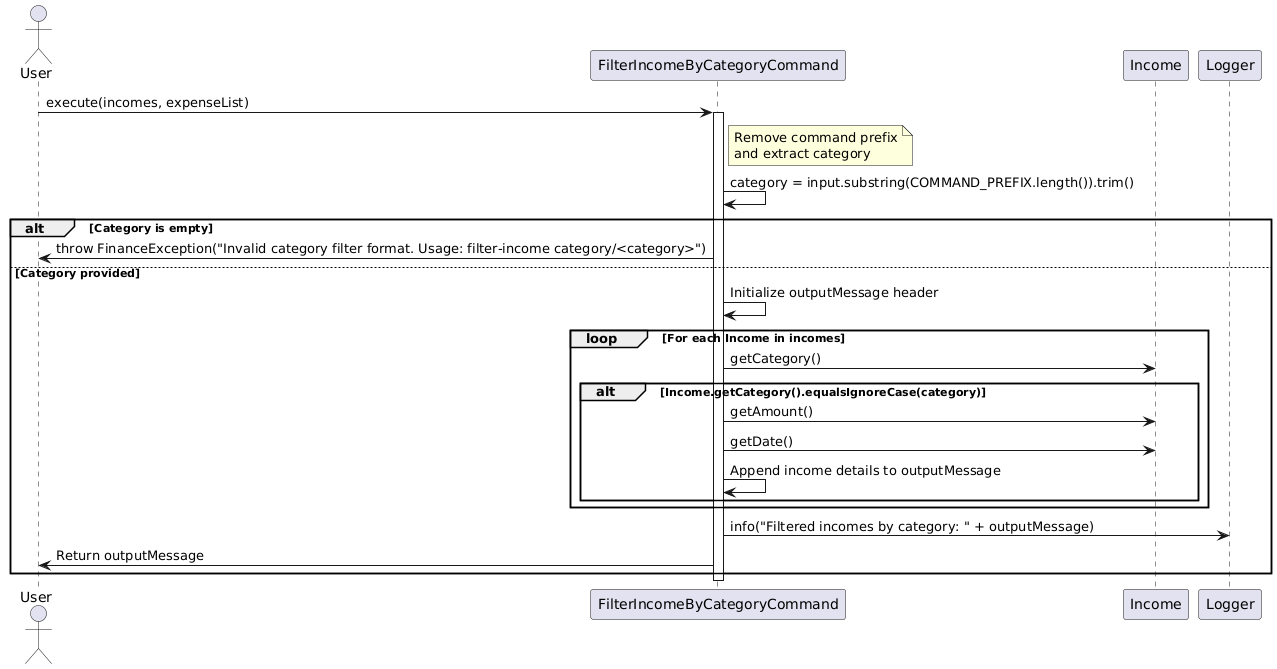 User
FilterIncomeByCategoryCommand
Income
Logger
execute(incomes, expenseList)
Remove command prefix
and extract category
category = input.substring(COMMAND_PREFIX.length()).trim()
alt
[Category is empty]
throw FinanceException("Invalid category filter format. Usage: filter-income category/<category>")
[Category provided]
Initialize outputMessage header
loop
[For each Income in incomes]
getCategory()
alt
[Income.getCategory().equalsIgnoreCase(category)]
getAmount()
getDate()
Append income details to outputMessage
info("Filtered incomes by category: " + outputMessage)
Return outputMessage
User
FilterIncomeByCategoryCommand
Income
Logger